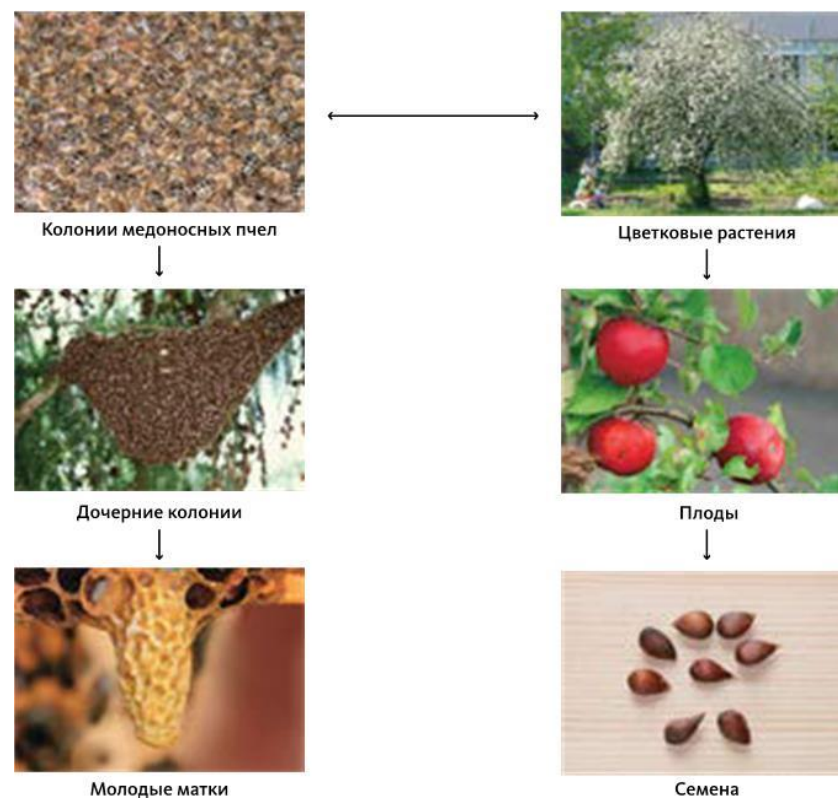 Колонии медоносных пчел
Цветковые растения
Дочерние колонии
Плоды
Молодые матки
Семена